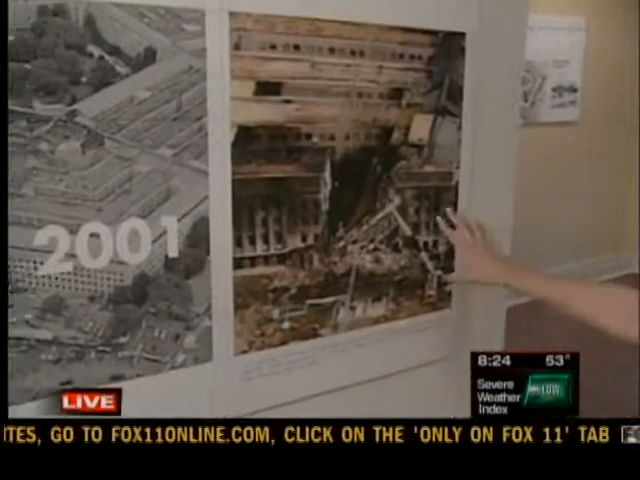 2001
LIVE
8:24 53°
Severe
Weather
Index
LOW
ITES, GO TO FOX11ONLINE.COM, CLICK ON THE 'ONLY ON FOX 11' TAB